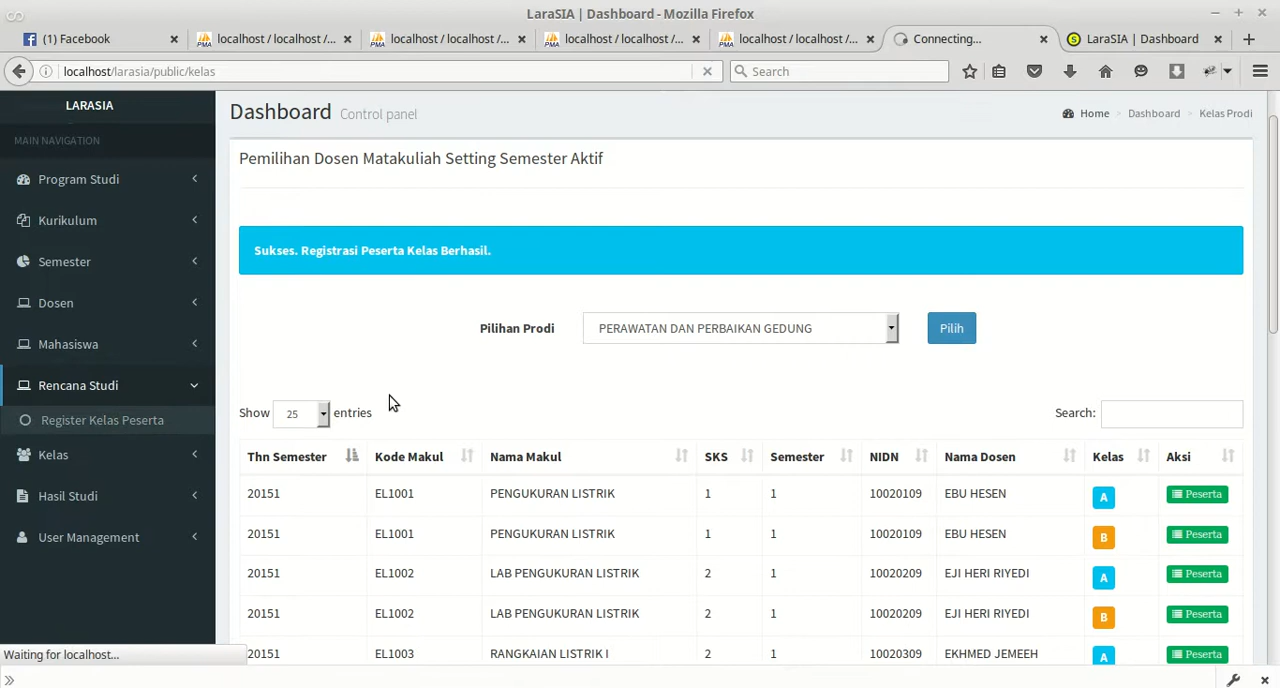 LaraSIA | Dashboard - Mozilla Firefox
(1) Facebook
localhost / localhost /...
localhost / localhost /...
localhost / localhost /...
localhost / localhost /...
Connecting...
LaraSIA | Dashboard
localhost/larasia/public/kelas
Search
LARASIA
Dashboard Control panel
Home > Dashboard > Kelas Prodi
MAIN NAVIGATION
Program Studi
Kurikulum
Semester
Dosen
Mahasiswa
Rencana Studi
Register Kelas Peserta
Kelas
Hasil Studi
User Management
Pemilihan Dosen Matakuliah Setting Semester Aktif
Sukses. Registrasi Peserta Kelas Berhasil.
Pilihan Prodi PERAWATAN DAN PERBAIKAN GEDUNG Pilih
Show 25 entries Search:
Thn Semester Kode Makul Nama Makul SKS Semester NIDN Nama Dosen Kelas Aksi
20151 EL1001 PENGUKURAN LISTRIK 1 1 10020109 EBU HESEN A Peserta
20151 EL1001 PENGUKURAN LISTRIK 1 1 10020109 EBU HESEN B Peserta
20151 EL1002 LAB PENGUKURAN LISTRIK 2 1 10020209 EJI HERI RIYEDI A Peserta
20151 EL1002 LAB PENGUKURAN LISTRIK 2 1 10020209 EJI HERI RIYEDI B Peserta
20151 EL1003 RANGKAIAN LISTRIK I 2 1 10020309 EKHMED JEMEEH A Peserta
Waiting for localhost...